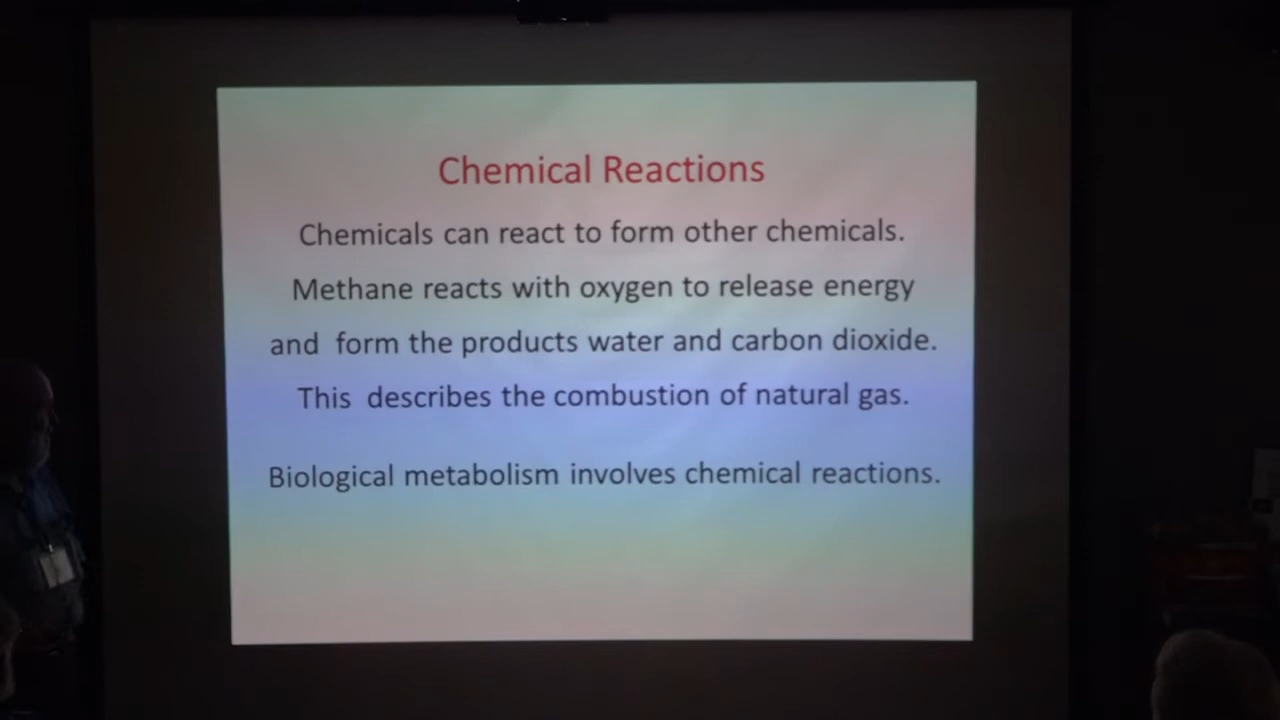 Chemical Reactions
Chemicals can react to form other chemicals.
Methane reacts with oxygen to release energy
and form the products water and carbon dioxide.
This describes the combustion of natural gas.
Biological metabolism involves chemical reactions.